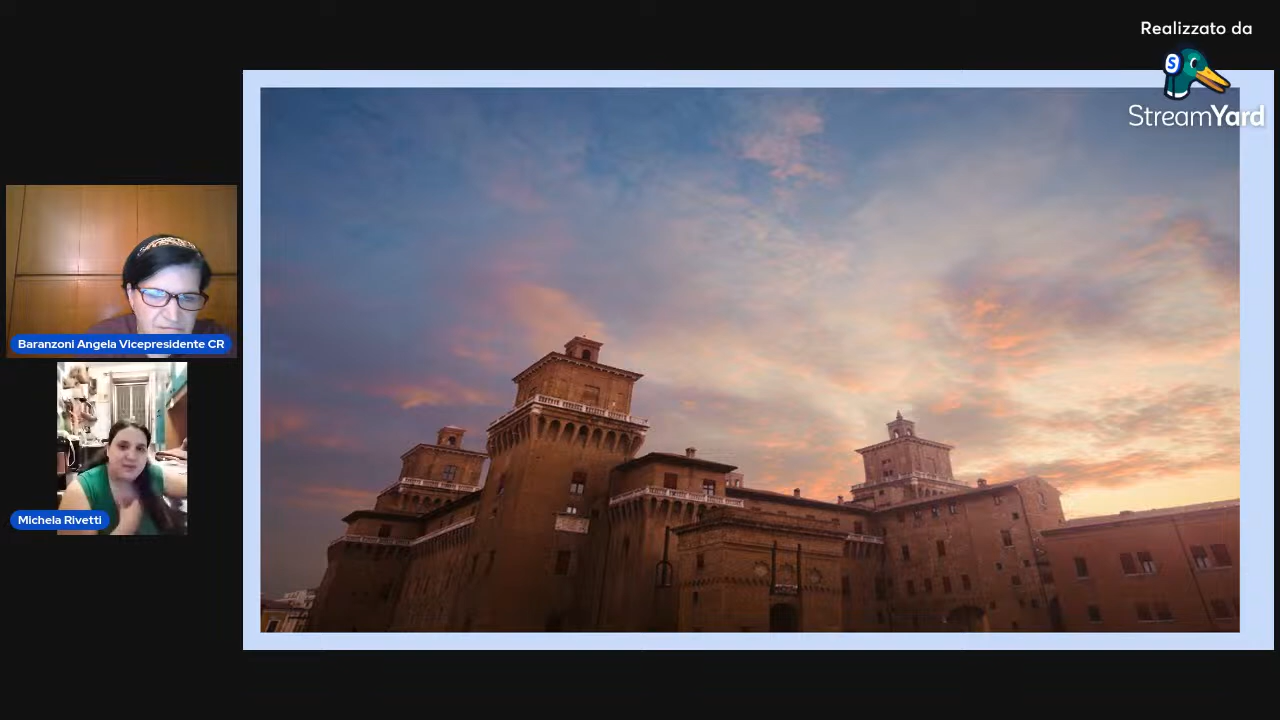 Realizzato da
S
StreamYard
Baranzoni Angela Vicepresidente CR
Michela Rivetti